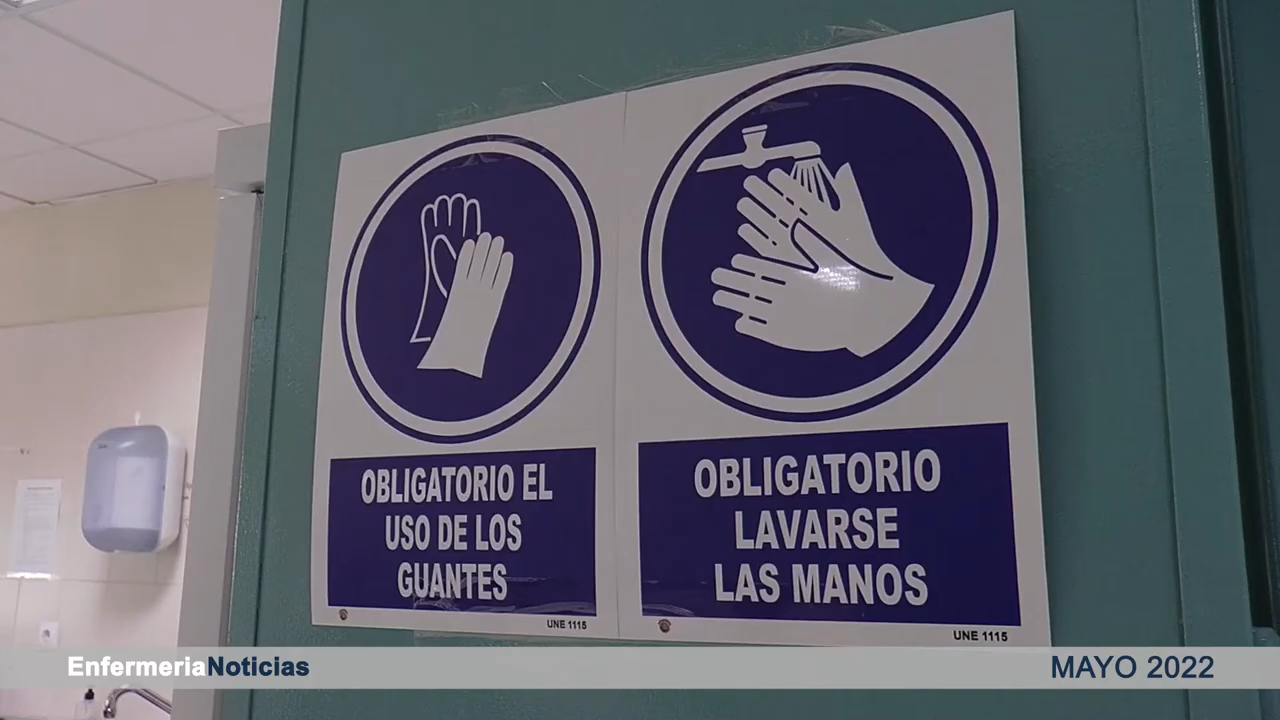 OBLIGATORIO EL
USO DE LOS
GUANTES
UNE 1115
OBLIGATORIO
LAVARSE
LAS MANOS
UNE 1115
EnfermeriaNoticias
MAYO 2022